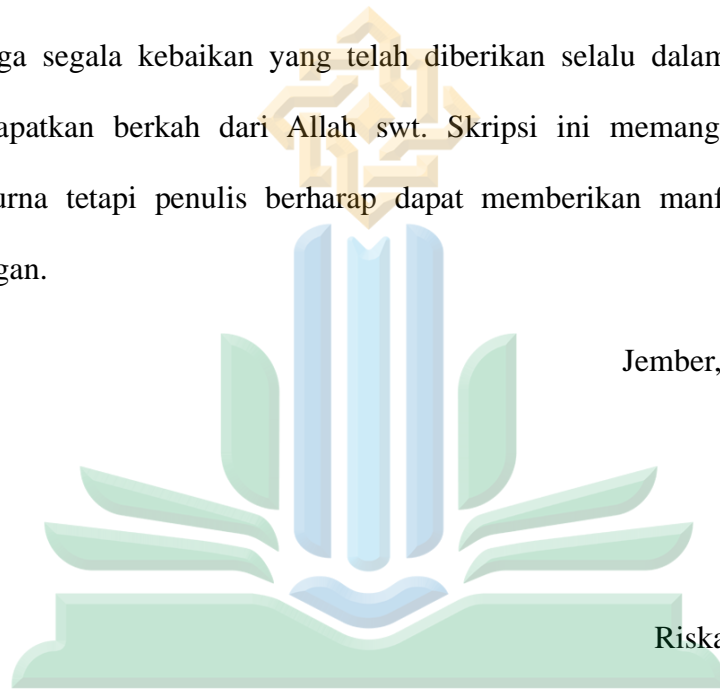 ga segala kebaikan yang telah diberikan selalu dalam
apatkan berkah dari Allah swt. Skripsi ini memang
urna tetapi penulis berharap dapat memberikan manf
gan.
Jember,
Riska